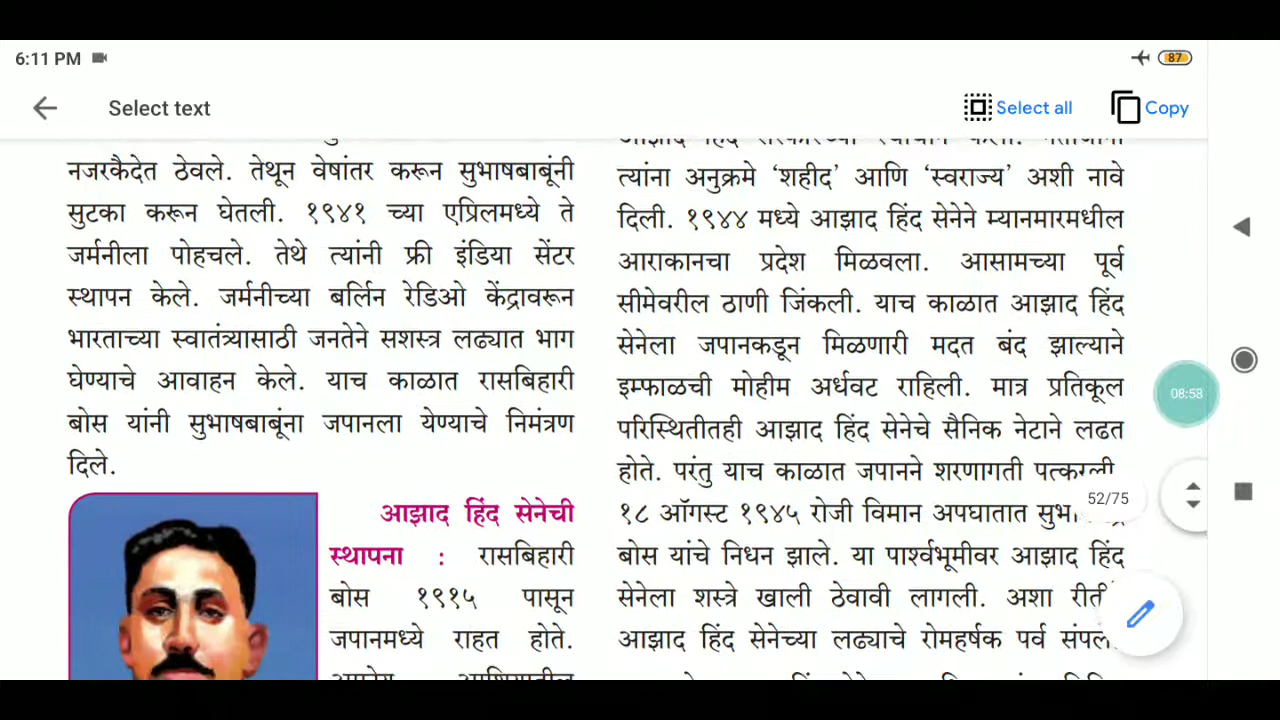 6:11 PM
87
Select text
Select all
Copy
नजरकैदेत ठेवले. तेथून वेषांतर करून सुभाषबाबूंनी
सुटका करून घेतली. १९४१ च्या एप्रिलमध्ये ते
जर्मनीला पोहचले. तेथे त्यांनी फ्री इंडिया सेंटर
स्थापन केले. जर्मनीच्या बर्लिन रेडिओ केंद्रावरून
भारताच्या स्वातंत्र्यासाठी जनतेने सशस्त्र लढ्यात भाग
घेण्याचे आवाहन केले. याच काळात रासबिहारी
बोस यांनी सुभाषबाबूंना जपानला येण्याचे निमंत्रण
दिले.
आझाद हिंद सेनेची
स्थापना : रासबिहारी
बोस १९१५ पासून
जपानमध्ये राहत होते.
त्यांना अनुक्रमे ‘शहीद’ आणि ‘स्वराज्य’ अशी नावे
दिली. १९४४ मध्ये आझाद हिंद सेनेने म्यानमारमधील
आराकानचा प्रदेश मिळवला. आसामच्या पूर्व
सीमेवरील ठाणी जिंकली. याच काळात आझाद हिंद
सेनेला जपानकडून मिळणारी मदत बंद झाल्याने
इम्फाळची मोहीम अर्धवट राहिली. मात्र प्रतिकूल
परिस्थितीतही आझाद हिंद सेनेचे सैनिक नेटाने लढत
होते. परंतु याच काळात जपानने शरणागती पत्करली.
१८ ऑगस्ट १९४५ रोजी विमान अपघातात
बोस यांचे निधन झाले. या पार्श्वभूमीवर आझाद हिंद
सेनेला शस्त्रे खाली ठेवावी लागली. अशा
आझाद हिंद सेनेच्या लढ्याचे रोमहर्षक पर्व
08:58
52/75